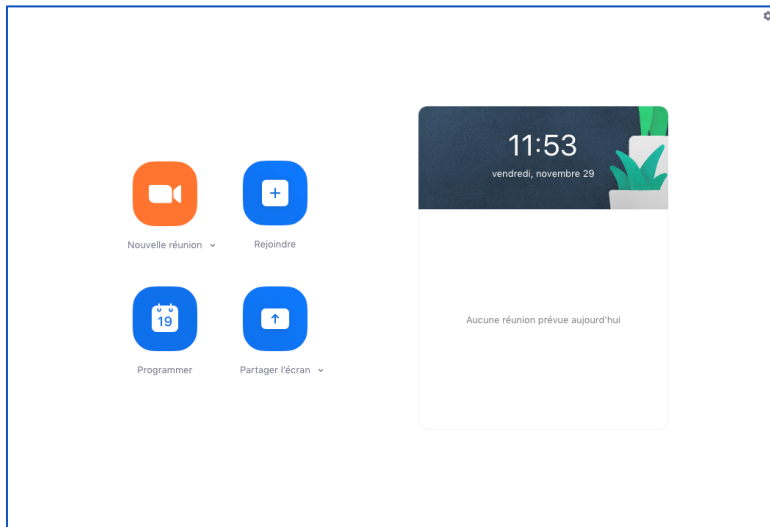 11:53
vendredi, novembre 29
Nouvelle réunion
Rejoindre
19
Programmer
Partager l'écran
Aucune réunion prévue aujourd'hui